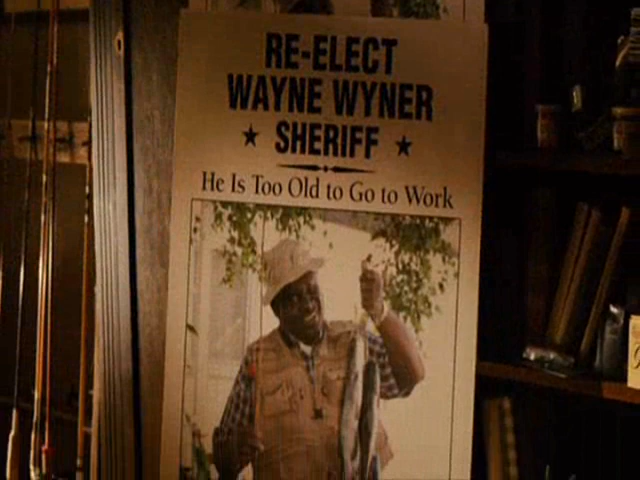 RE-ELECT
WAYNE WYNER
★ SHERIFF ★
He Is Too Old to Go to Work